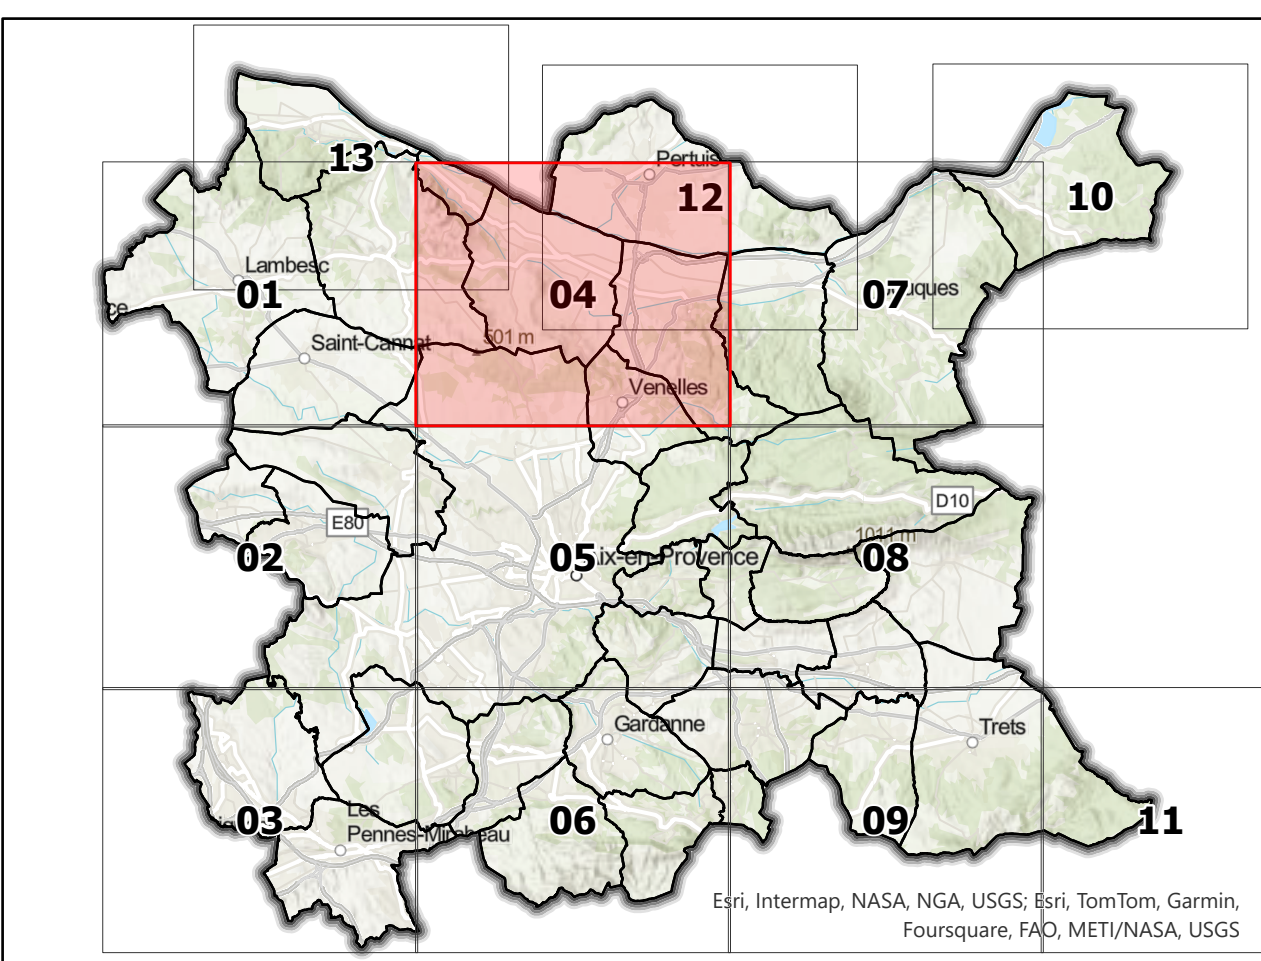 13
Pertuis
12
10
Lambesc
01
04
07
uques
ce
Saint-Cannat
501 m
Venelles
D10
E80
1011 m
02
05
Aix-en-Provence
08
Gardanne
Trets
03
Les
Pennes-Mirabeau
06
09
11
Esri, Intermap, NASA, NGA, USGS; Esri, TomTom, Garmin,
Foursquare, FAO, METI/NASA, USGS